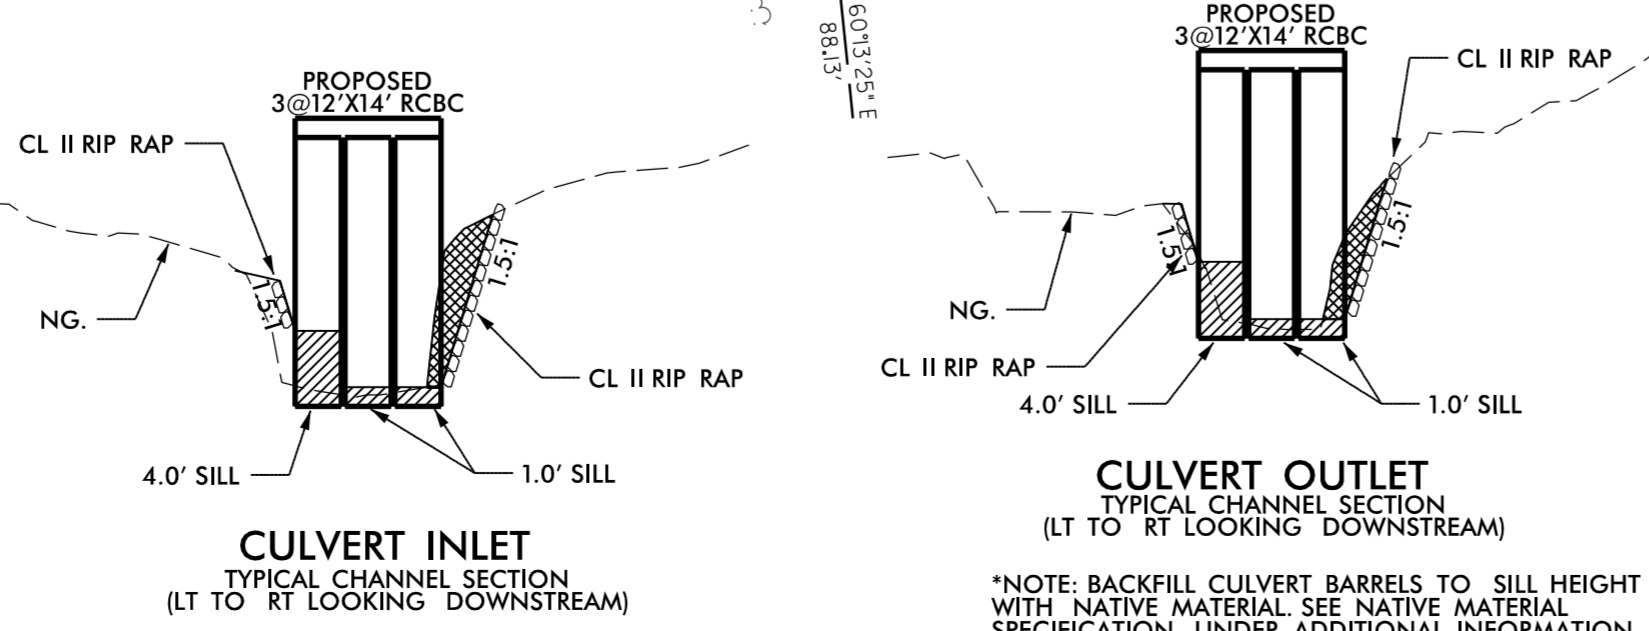 PROPOSED
3@12'X14' RCBC
CL II RIP RAP
1.5:1
1.5:1
NG.
CL II RIP RAP
4.0' SILL
1.0' SILL
CULVERT INLET
TYPICAL CHANNEL SECTION
(LT TO RT LOOKING DOWNSTREAM)
60°13'25" E
88.13'
PROPOSED
3@12'X14' RCBC
CL II RIP RAP
1.5:1
1.5:1
NG.
CL II RIP RAP
4.0' SILL
1.0' SILL
CULVERT OUTLET
TYPICAL CHANNEL SECTION
(LT TO RT LOOKING DOWNSTREAM)
*NOTE: BACKFILL CULVERT BARRELS TO SILL HEIGHT
WITH NATIVE MATERIAL. SEE NATIVE MATERIAL
SPECIFICATION UNDER ADDITIONAL INFORMATION